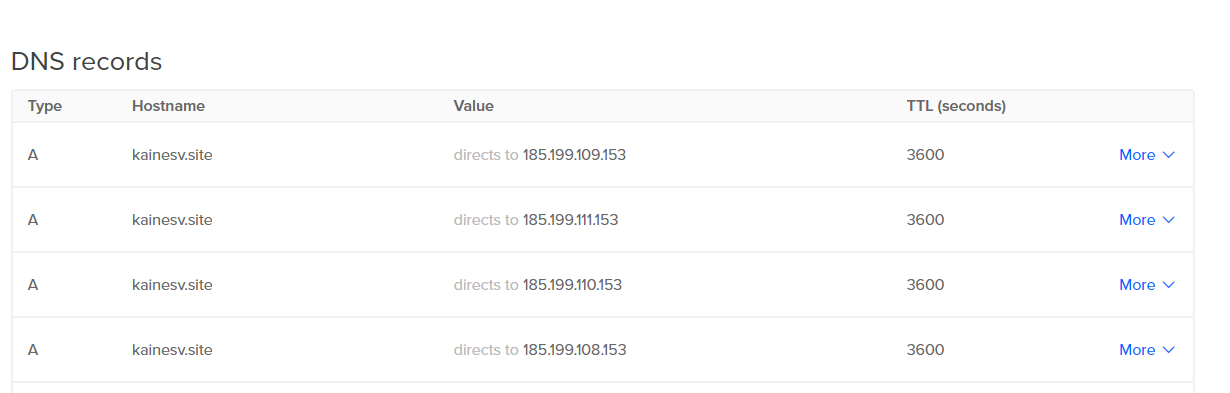 DNS records
Type Hostname Value TTL (seconds)
A kainesv.site directs to 185.199.109.153 3600 More
A kainesv.site directs to 185.199.111.153 3600 More
A kainesv.site directs to 185.199.110.153 3600 More
A kainesv.site directs to 185.199.108.153 3600 More